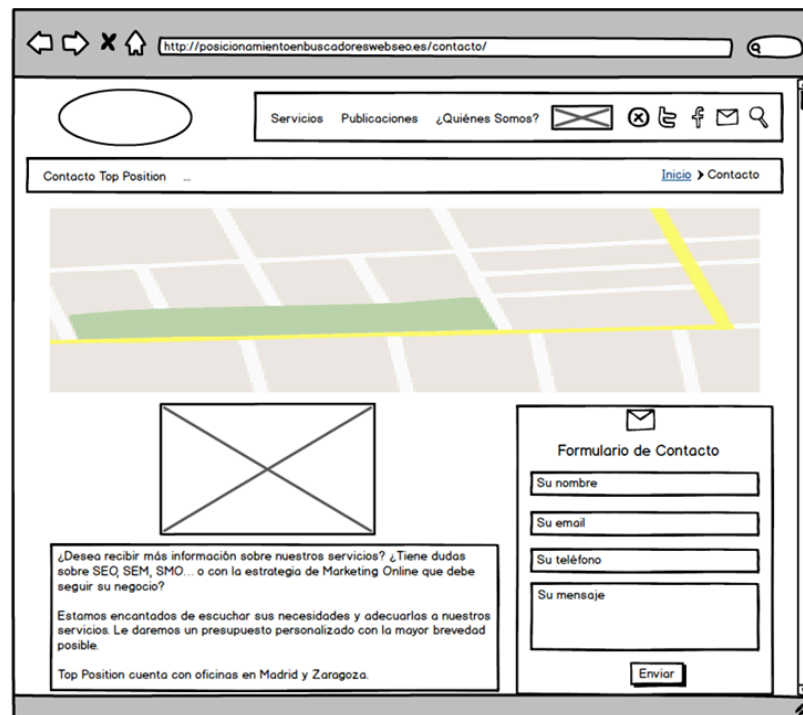 http://posicionamientoenbuscadoreswebseo.es/contacto/
Servicios Publicaciones ¿Quiénes Somos?
Contacto Top Position ...
Inicio > Contacto
¿Desea recibir más información sobre nuestros servicios? ¿Tiene dudas
sobre SEO, SEM, SMO... o con la estrategia de Marketing Online que debe
seguir su negocio?
Estamos encantados de escuchar sus necesidades y adecuarlas a nuestros
servicios. Le daremos un presupuesto personalizado con la mayor brevedad
posible.
Top Position cuenta con oficinas en Madrid y Zaragoza.
Formulario de Contacto
Su nombre
Su email
Su teléfono
Su mensaje
Enviar